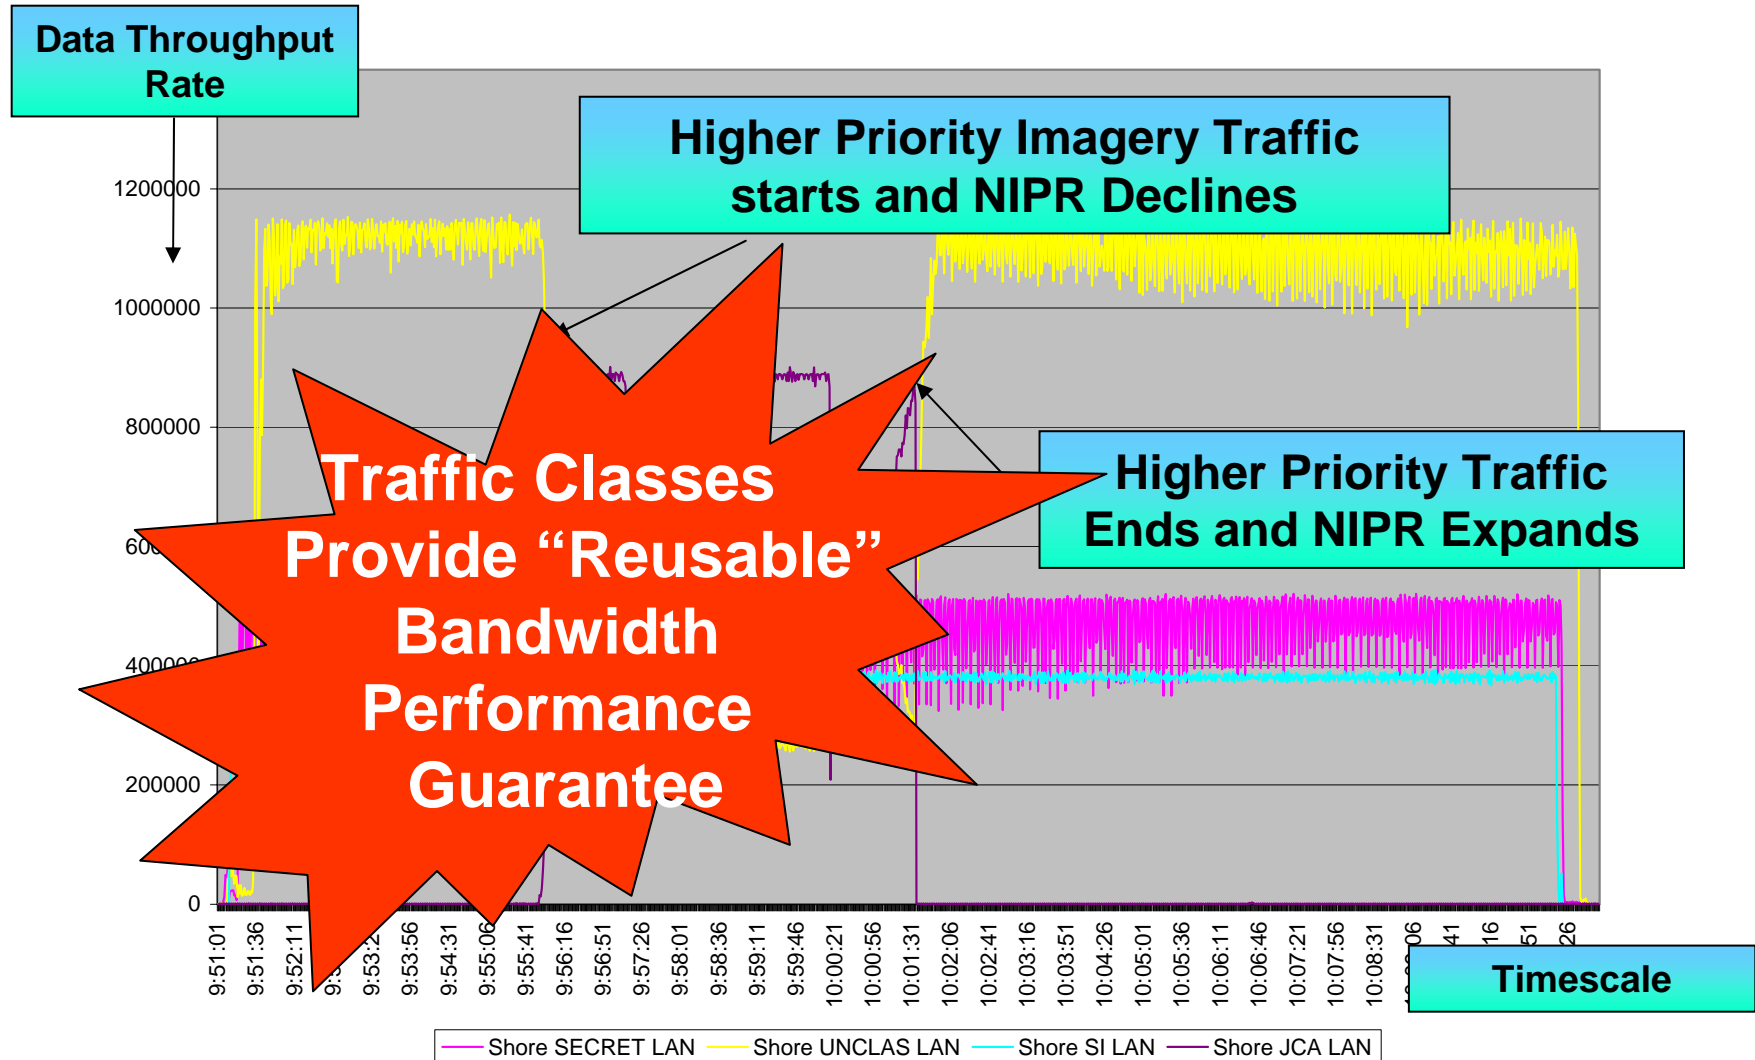 Data Throughput
Rate
Higher Priority Imagery Traffic
starts and NIPR Declines
1200000
1000000
800000
400000
200000
0
Traffic Classes
Provide “Reusable”
Bandwidth
Performance
Guarantee
Higher Priority Traffic
Ends and NIPR Expands
9:51:01
9:51:36
9:52:11
9:53:56
9:54:31
9:55:06
9:55:41
9:56:16
9:56:51
9:57:26
9:58:01
9:58:36
9:59:11
9:59:46
10:00:21
10:00:56
10:01:31
10:02:06
10:02:41
10:03:16
10:03:51
10:04:26
10:05:01
10:05:36
10:06:11
10:06:46
10:07:21
10:07:56
10:08:31
Timescale
Shore SECRET LAN
Shore UNCLAS LAN
Shore SI LAN
Shore JCA LAN